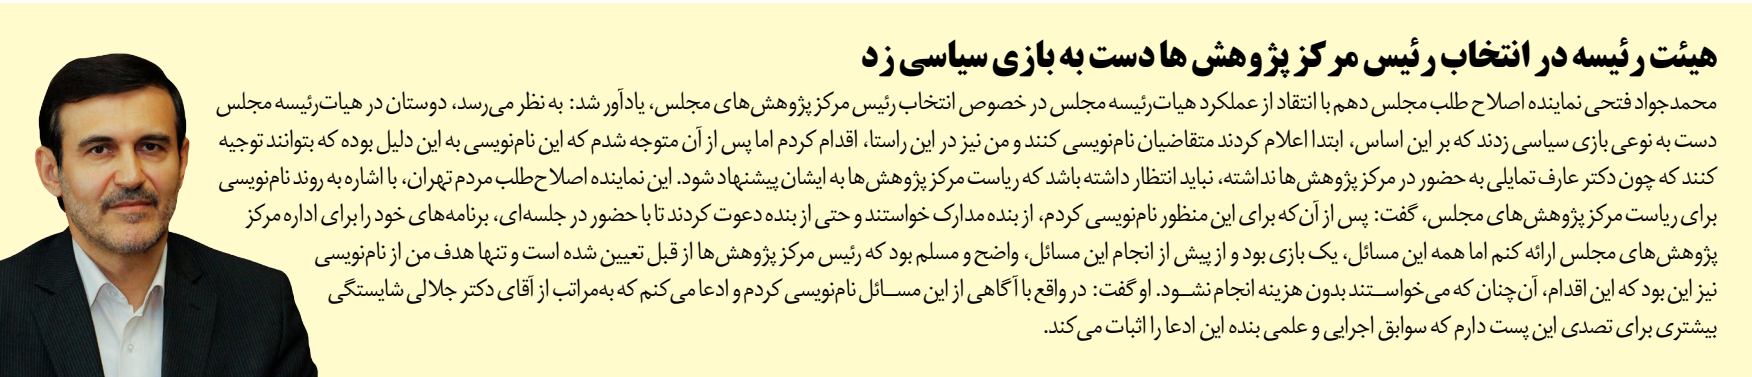 هیئت رئیسه در انتخاب رئیس مرکز پژوهش ها دست به بازی سیاسی زد
محمدجواد فتحی نماینده اصلاح طلب مجلس دهم با انتقاد از عملکرد هیات‌رئیسه مجلس در خصوص انتخاب رئیس مرکز پژوهش‌های مجلس، یادآور شد: به نظر می‌رسد، دوستان در هیات‌رئیسه مجلس
دست به نوعی بازی سیاسی زدند که بر این اساس، ابتدا اعلام کردند متقاضیان نام‌نویسی کنند و من نیز در این راستا، اقدام کردم اما پس از آن متوجه شدم که این نام‌نویسی به این دلیل بوده که بتوانند توجیه
کنند که چون دکتر عارف تمایلی به حضور در مرکز پژوهش‌ها نداشته، نباید انتظار داشته باشد که ریاست مرکز پژوهش‌ها به ایشان پیشنهاد شود. این نماینده اصلاح‌طلب مردم تهران، با اشاره به روند نام‌نویسی
برای ریاست مرکز پژوهش‌های مجلس، گفت: پس از آن‌که برای این منظور نام‌نویسی کردم، از بنده مدارک خواستند و حتی از بنده دعوت کردند تا با حضور در جلسه‌ای، برنامه‌های خود را برای اداره مرکز
پژوهش‌های مجلس ارائه کنم اما همه این مسائل، یک بازی بود و از پیش از انجام این مسائل، واضح و مسلم بود که رئیس مرکز پژوهش‌ها از قبل تعیین شده است و تنها هدف من از نام‌نویسی
نیز این بود که این اقدام، آن‌چنان که می‌خواستند بدون هزینه انجام نشود. او گفت: در واقع با آگاهی از این مسائل نام‌نویسی کردم و ادعا می‌کنم که به‌مراتب از آقای دکتر جلالی شایستگی
بیشتری برای تصدی این پست دارم که سوابق اجرایی و علمی بنده این ادعا را اثبات می‌کند.